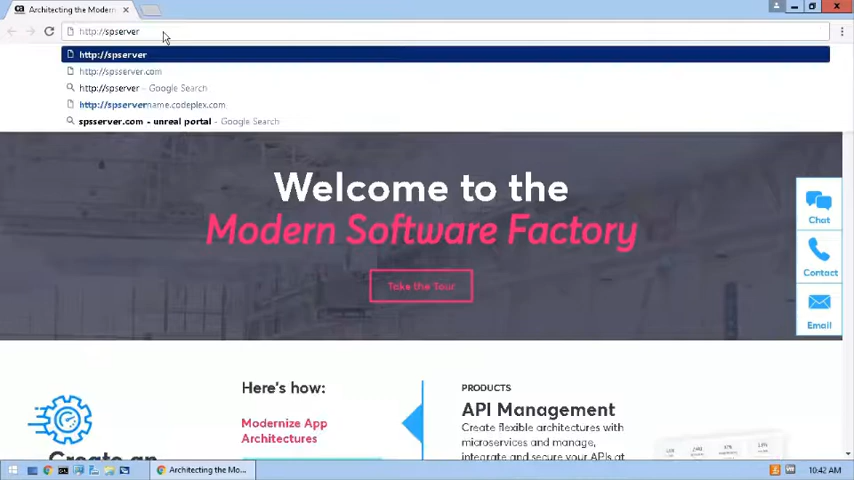 Architecting the Modern
http://spserver
http://spserver
http://spsserver.com
http://spserver - Google Search
http://spservername.codeplex.com
spsserver.com - unreal portal - Google Search
Welcome to the
Modern Software Factory
Take the Tour
Chat
Contact
Email
Here's how:
Modernize App
Architectures
PRODUCTS
API Management
Create flexible architectures with
microservices and manage,
integrate and secure your APIs at
Create an
Architecting the Mo...
10:42 AM